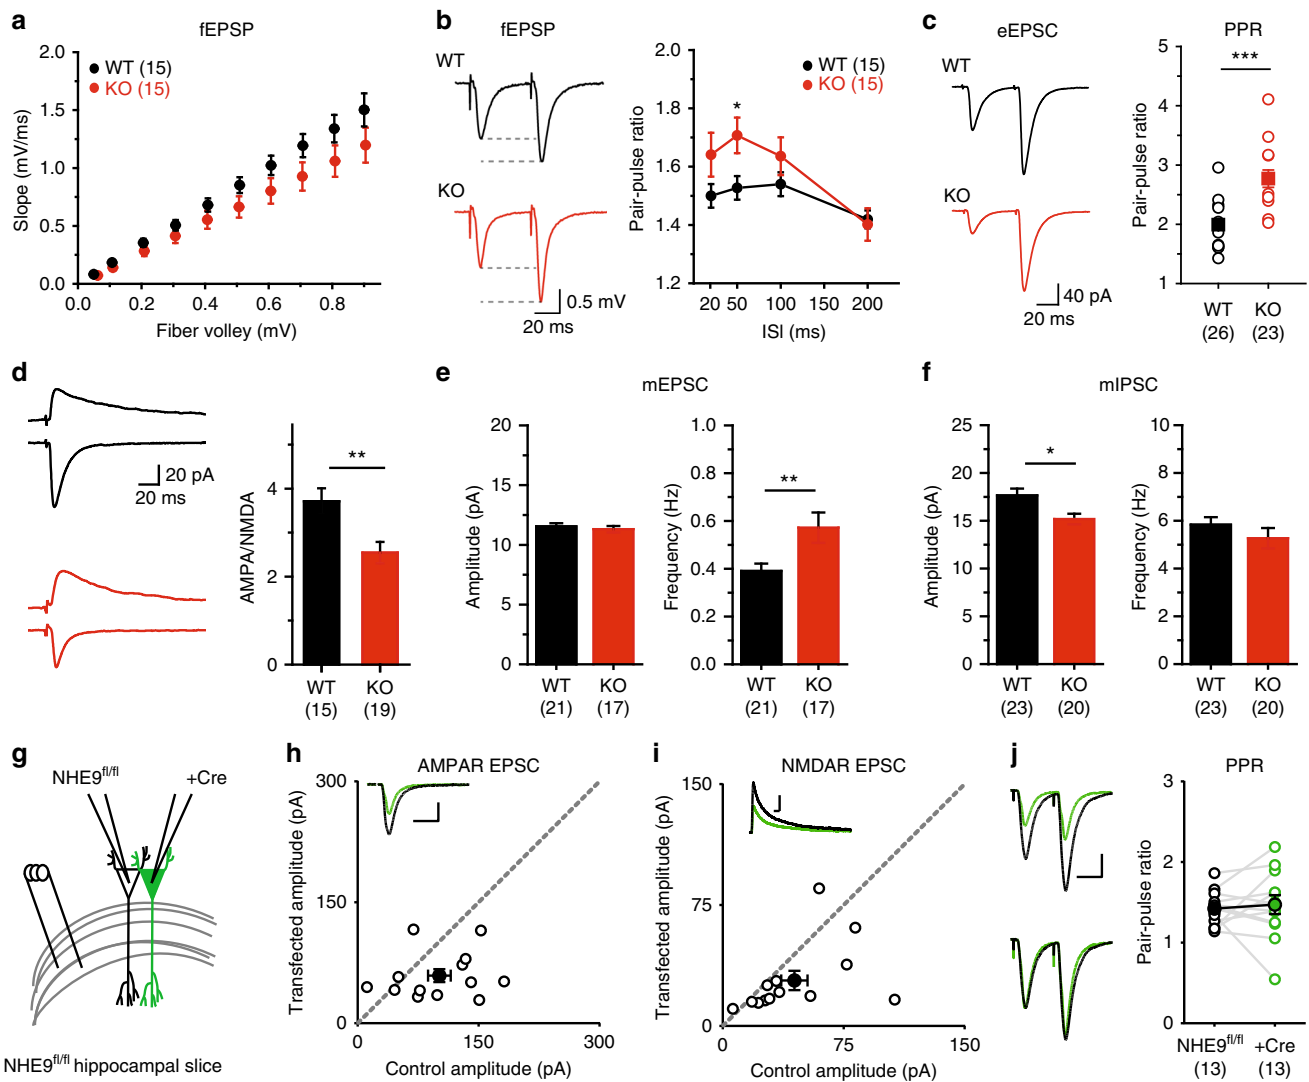 a
fEPSP
2.0
1.5
1.0
0.5
0.0
Slope (mV/ms)
WT (15)
KO (15)
0.0 0.2 0.4 0.6 0.8
Fiber volley (mV)
b
fEPSP
WT
KO
0.5 mV
20 ms
2.0
1.8
1.6
1.4
1.2
Pair-pulse ratio
WT (15)
KO (15)
*
20 50 100 150 200
ISI (ms)
c
eEPSC
WT
KO
40 pA
20 ms
PPR
5
4
3
2
1
Pair-pulse ratio
***
WT KO
(26) (23)
d
20 pA
20 ms
4
2
0
AMPA/NMDA
**
WT KO
(15) (19)
e
mEPSC
20
15
10
5
0
Amplitude (pA)
WT KO
(21) (17)
1.0
0.8
0.6
0.4
0.2
0.0
Frequency (Hz)
**
WT KO
(21) (17)
f
mIPSC
25
20
15
10
5
0
Amplitude (pA)
*
WT KO
(23) (20)
10
8
6
4
2
0
Frequency (Hz)
WT KO
(23) (20)
g
NHE9fl/fl +Cre
NHE9fl/fl hippocampal slice
h
AMPAR EPSC
300
150
0
Transfected amplitude (pA)
0 150 300
Control amplitude (pA)
i
NMDAR EPSC
150
75
0
Transfected amplitude (pA)
0 75 150
Control amplitude (pA)
j
PPR
3
2
1
0
Pair-pulse ratio
NHE9fl/fl +Cre
(13) (13)